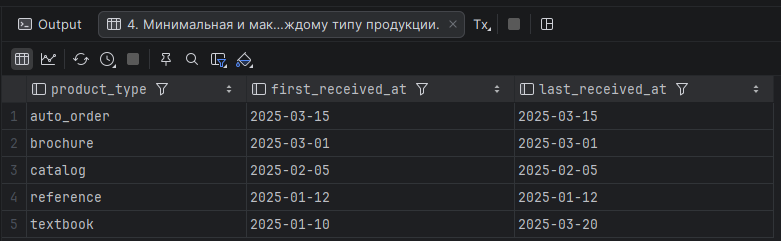 Output 4. Минимальная и мак...ждому типу продукции. Tx
product_type first_received_at last_received_at
1 auto_order 2025-03-15 2025-03-15
2 brochure 2025-03-01 2025-03-01
3 catalog 2025-02-05 2025-02-05
4 reference 2025-01-12 2025-01-12
5 textbook 2025-01-10 2025-03-20